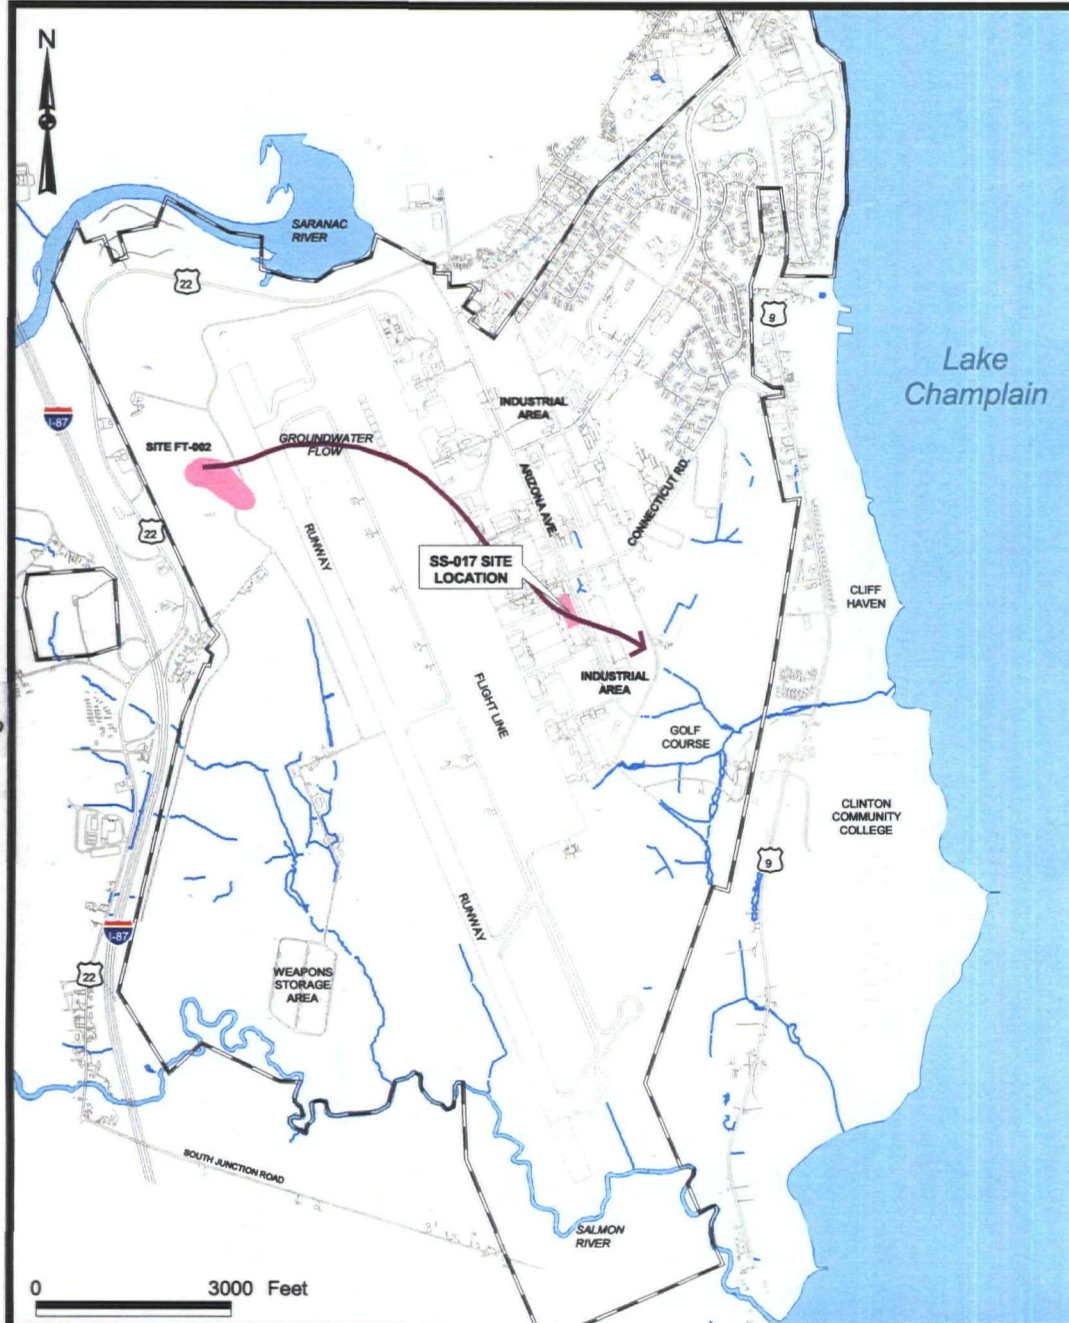 N
SARANAC
RIVER
22
9
Lake
Champlain
I-87
INDUSTRIAL
AREA
SITE FT-002
GROUNDWATER
FLOW
ARIZONA AVE.
CONNECTICUT RD.
22
RUNWAY
SS-017 SITE
LOCATION
CLIFF
HAVEN
INDUSTRIAL
AREA
FLIGHT LINE
GOLF
COURSE
CLINTON
COMMUNITY
COLLEGE
9
RUNWAY
I-87
22
WEAPONS
STORAGE
AREA
SOUTH JUNCTION ROAD
SALMON
RIVER
0 3000 Feet